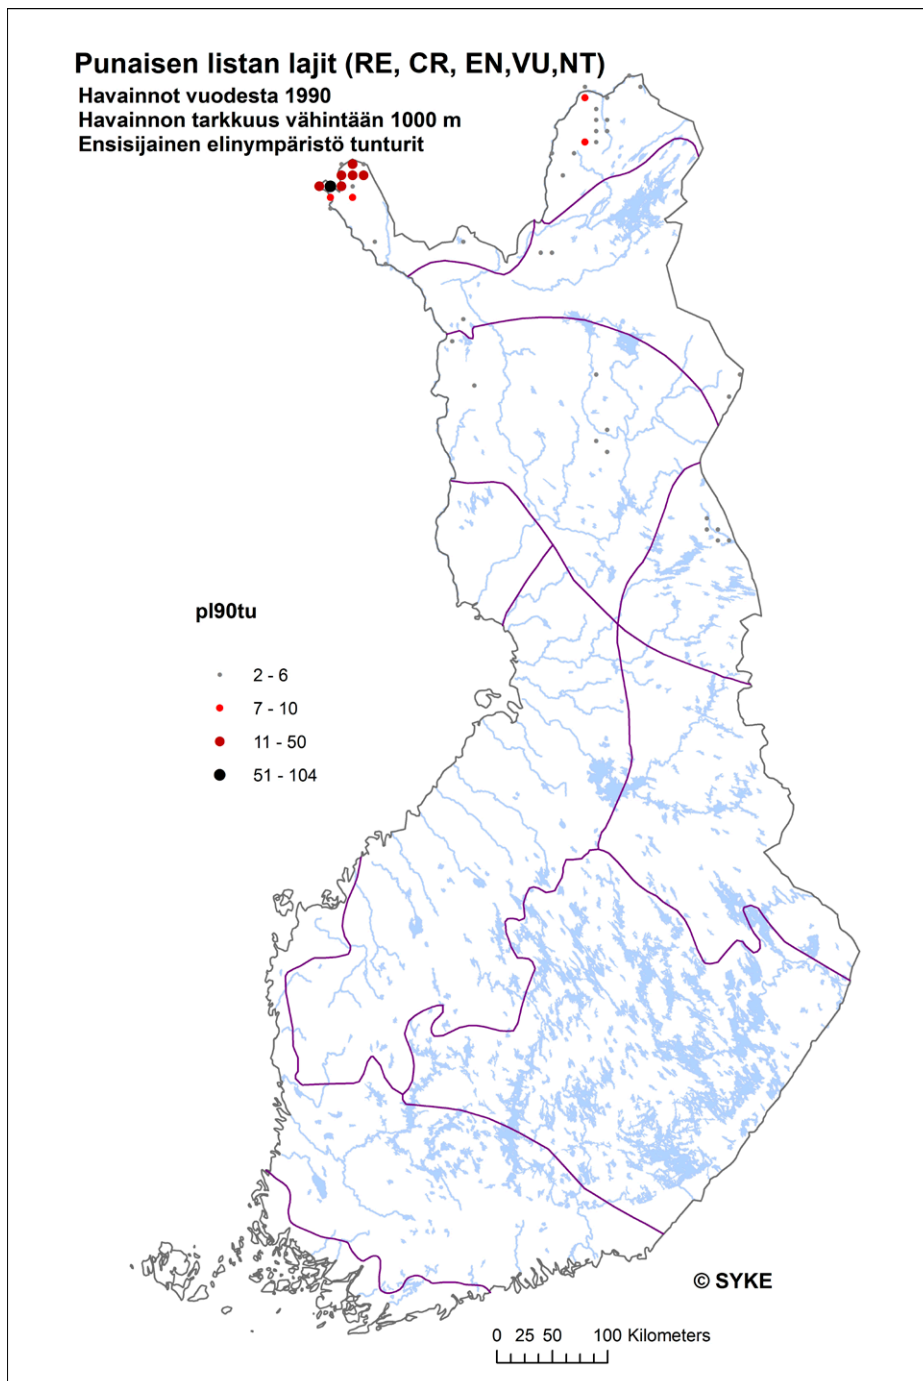 Punaisen listan lajit (RE, CR, EN,VU,NT)
Havainnot vuodesta 1990
Havainnon tarkkuus vähintään 1000 m
Ensisijainen elinympäristö tunturit
pl90tu
2 - 6
7 - 10
11 - 50
51 - 104
© SYKE
0 25 50 100 Kilometers